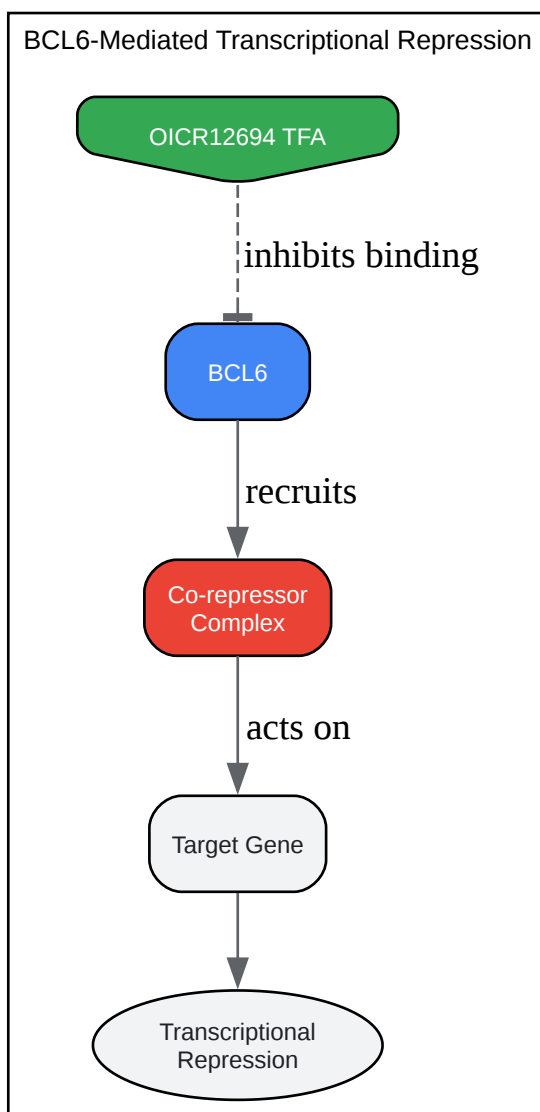 BCL6-Mediated Transcriptional Repression
OICR12694 TFA
inhibits binding
BCL6
recruits
Co-repressor
Complex
acts on
Target Gene
Transcriptional
Repression